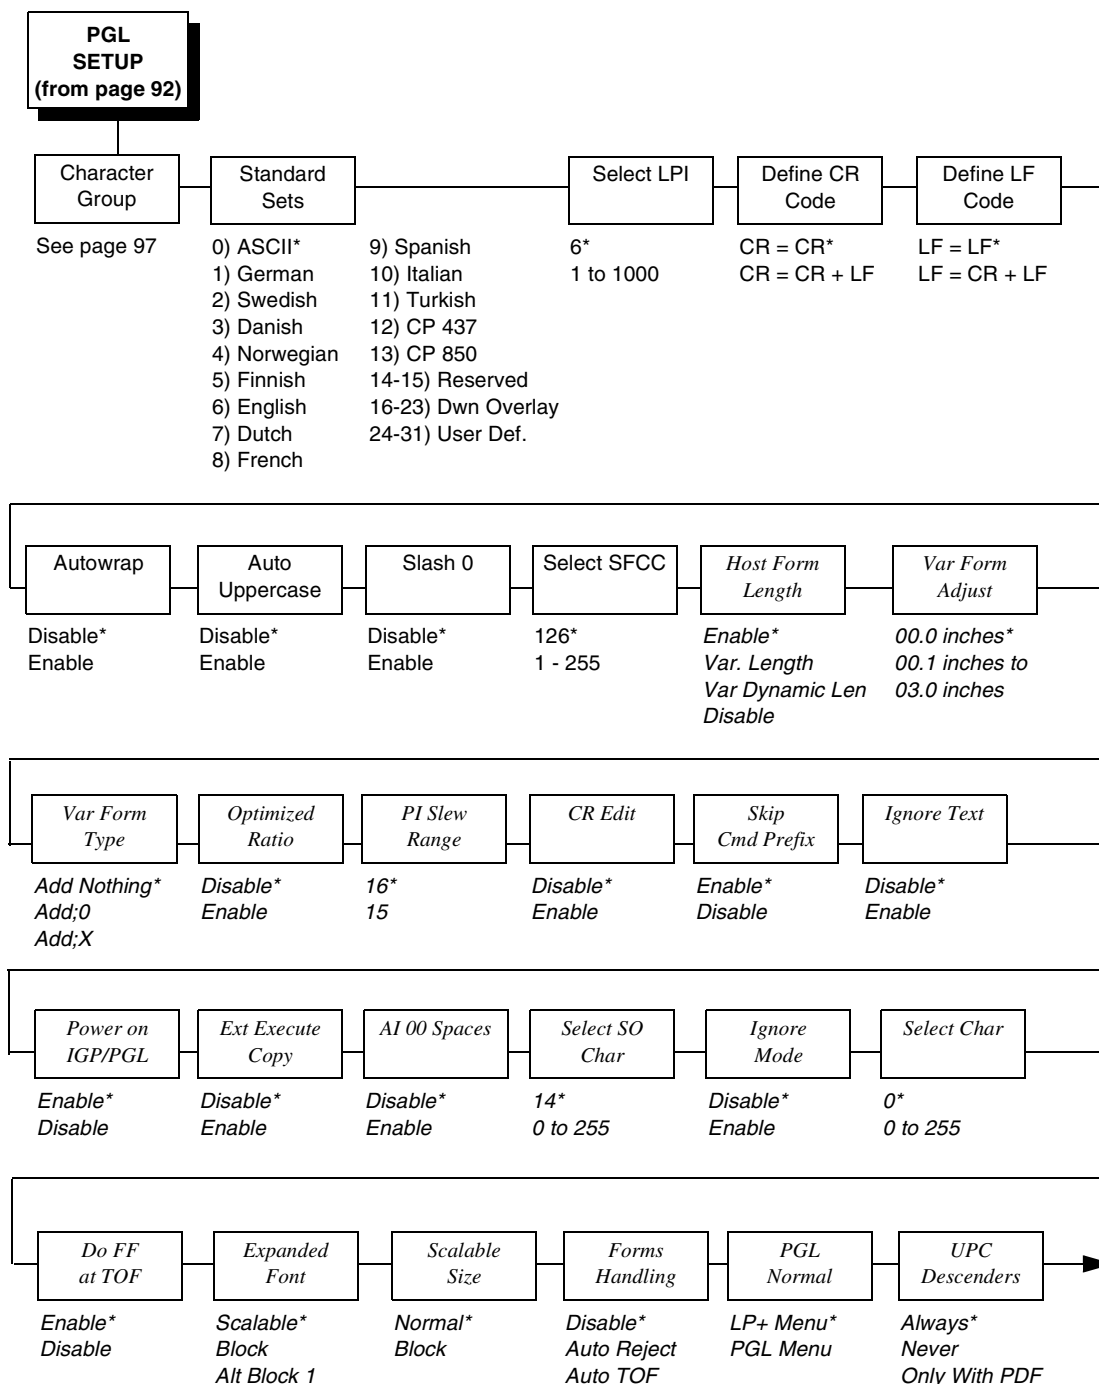 PGL
SETUP
(from page 92)
Character
Group
See page 97
Standard
Sets
0) ASCII*
1) German
2) Swedish
3) Danish
4) Norwegian
5) Finnish
6) English
7) Dutch
8) French
9) Spanish
10) Italian
11) Turkish
12) CP 437
13) CP 850
14-15) Reserved
16-23) Dwn Overlay
24-31) User Def.
Select LPI
6*
1 to 1000
Define CR
Code
CR = CR*
CR = CR + LF
Define LF
Code
LF = LF*
LF = CR + LF
Autowrap
Disable*
Enable
Auto
Uppercase
Disable*
Enable
Slash 0
Disable*
Enable
Select SFCC
126*
1 - 255
Host Form
Length
Enable*
Var. Length
Var Dynamic Len
Disable
Var Form
Adjust
00.0 inches*
00.1 inches to
03.0 inches
Var Form
Type
Add Nothing*
Add;0
Add;X
Optimized
Ratio
Disable*
Enable
PI Slew
Range
16*
15
CR Edit
Disable*
Enable
Skip
Cmd Prefix
Enable*
Disable
Ignore Text
Disable*
Enable
Power on
IGP/PGL
Enable*
Disable
Ext Execute
Copy
Disable*
Enable
AI 00 Spaces
Disable*
Enable
Select SO
Char
14*
0 to 255
Ignore
Mode
Disable*
Enable
Select Char
0*
0 to 255
Do FF
at TOF
Enable*
Disable
Expanded
Font
Scalable*
Block
Alt Block 1
Scalable
Size
Normal*
Block
Forms
Handling
Disable*
Auto Reject
Auto TOF
PGL
Normal
LP+ Menu*
PGL Menu
UPC
Descenders
Always*
Never
Only With PDF